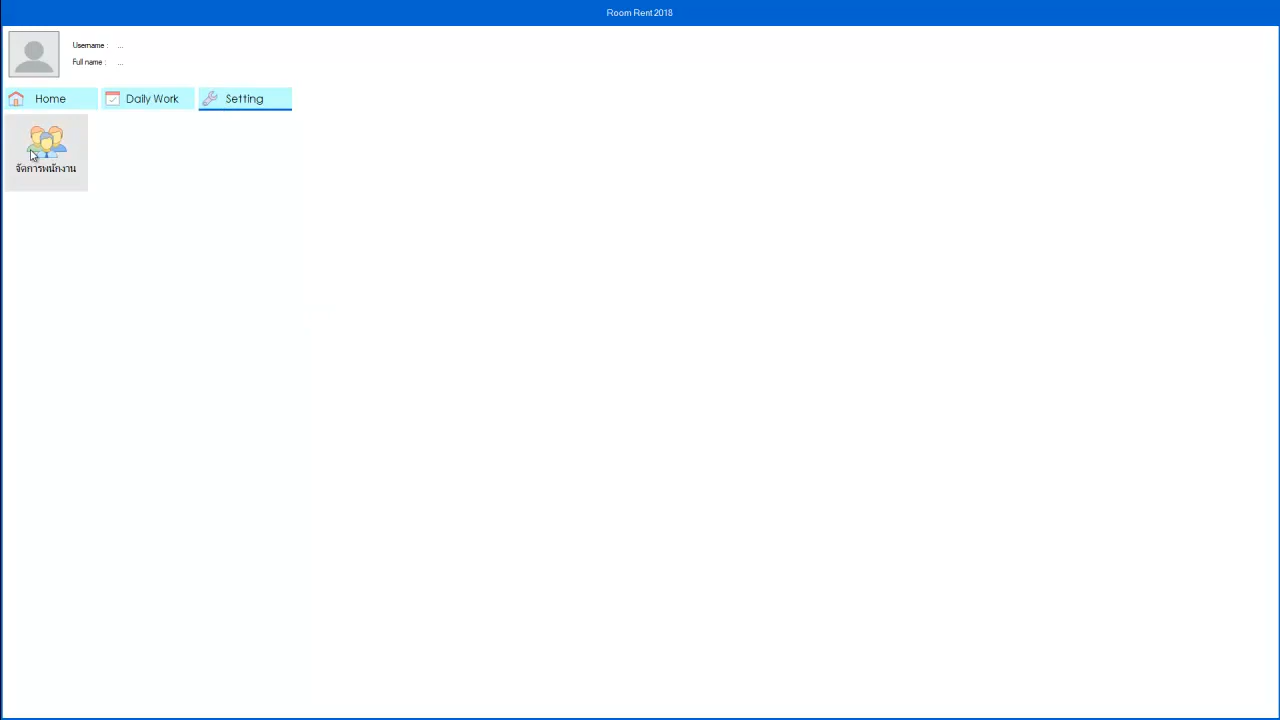 Room Rent 2018
Username : ...
Full name : ...
Home
Daily Work
Setting
จัดการพนักงาน